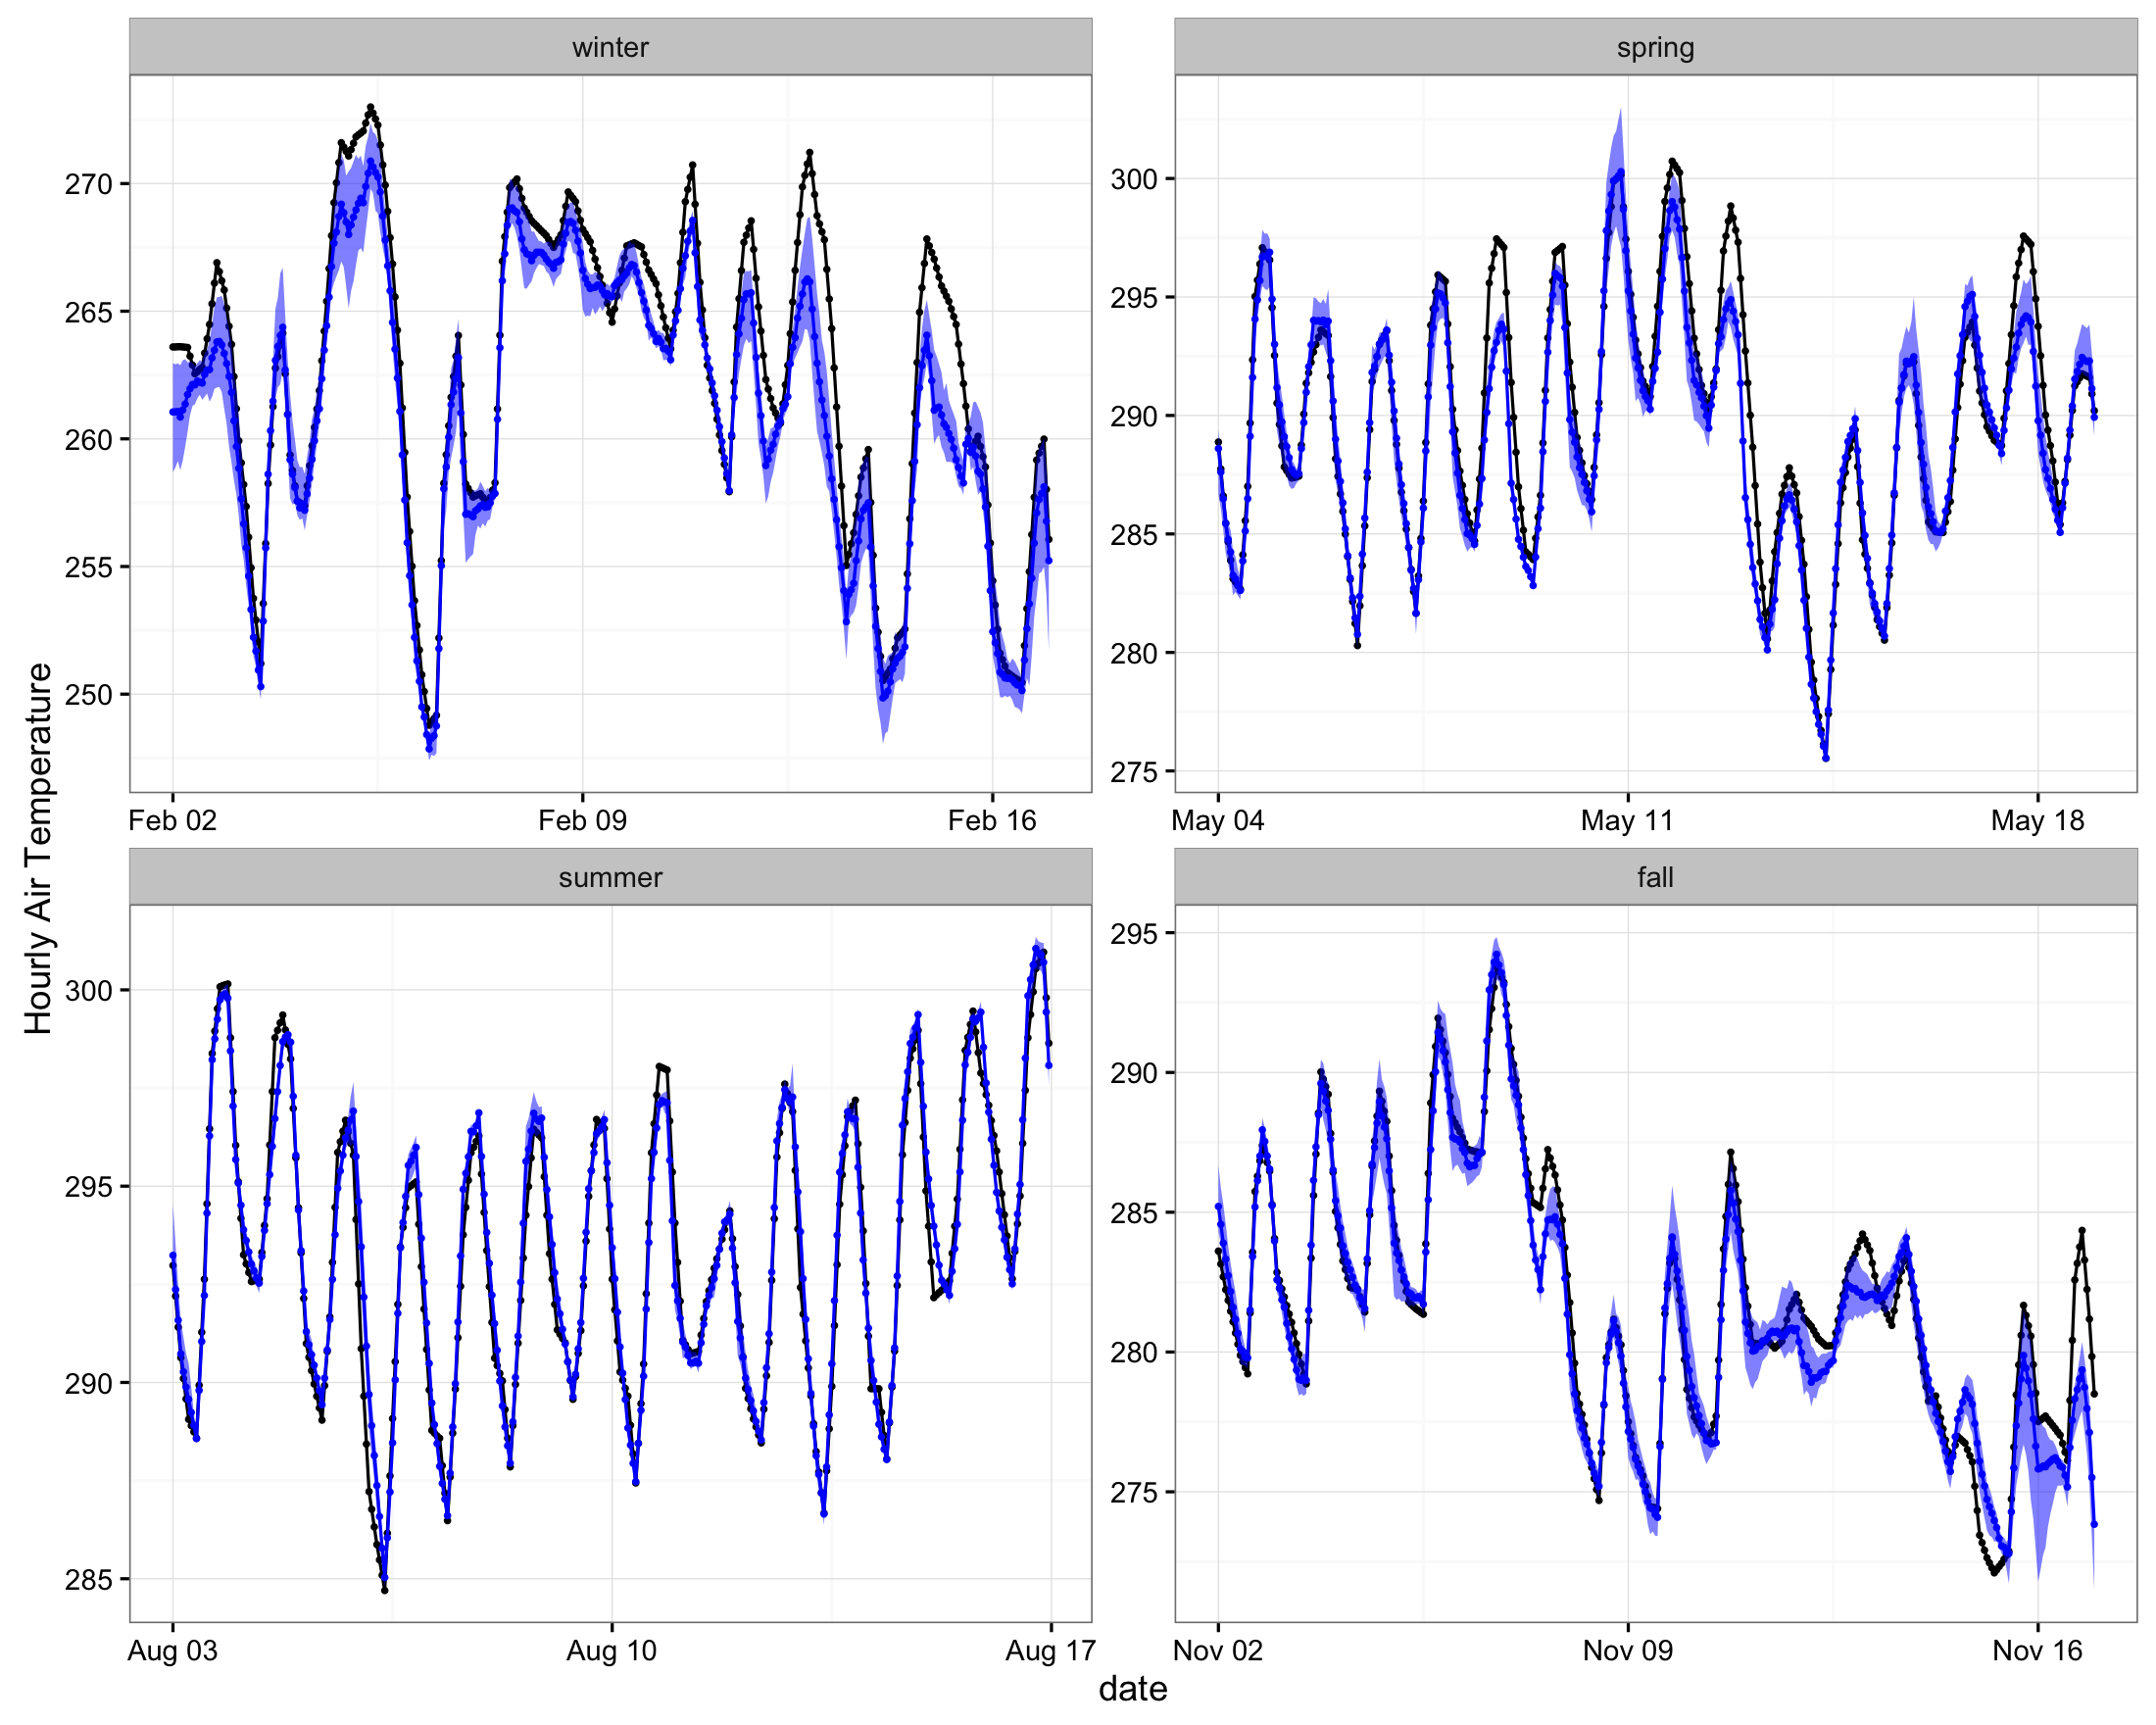 winter
spring
270
265
260
255
250
300
295
290
285
280
275
Feb 02
Feb 09
Feb 16
May 04
May 11
May 18
Hourly Air Temperature
summer
fall
300
295
290
285
295
290
285
280
275
Aug 03
Aug 10
Aug 17
Nov 02
Nov 09
Nov 16
date